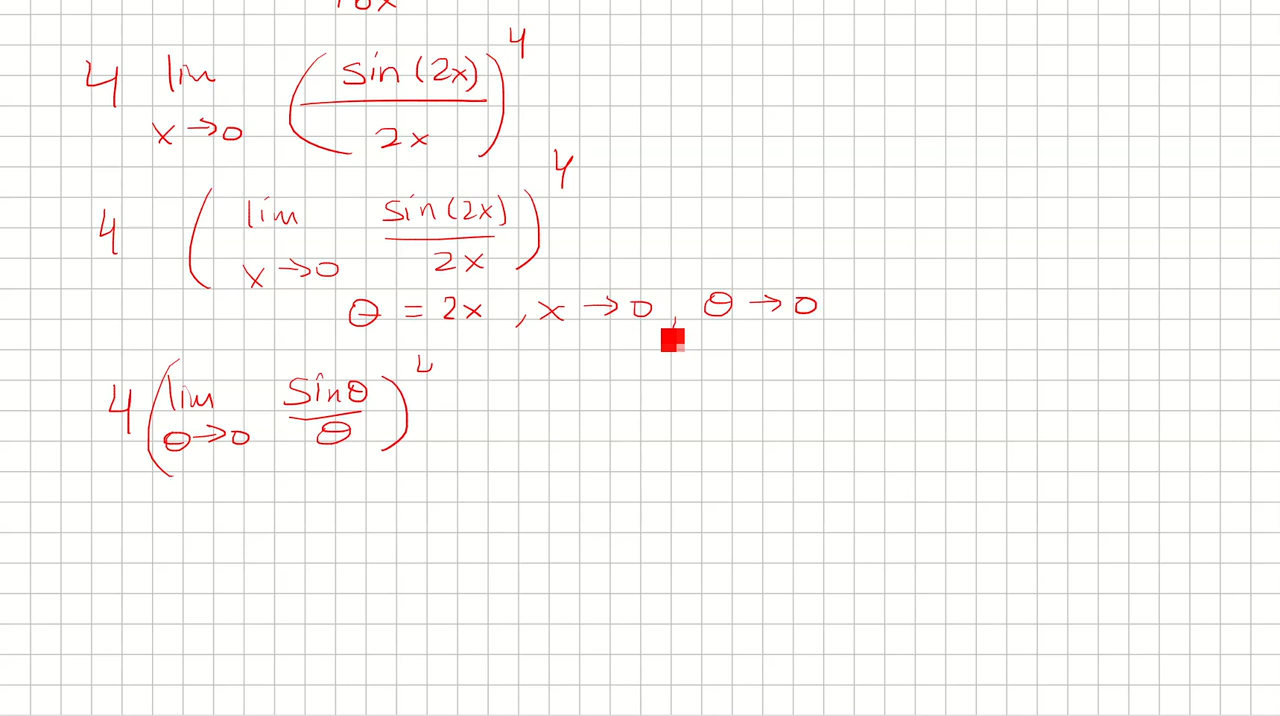 4 lim x→0 (sin(2x)/2x)^4
4 (lim x→0 sin(2x)/2x)^4
θ = 2x , x→0 , θ→0
4 (lim θ→0 sinθ/θ)